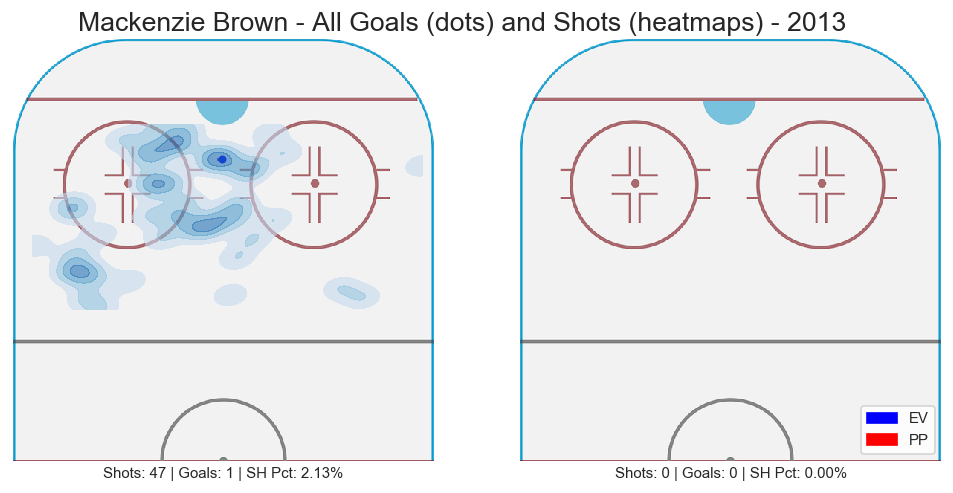 Mackenzie Brown - All Goals (dots) and Shots (heatmaps) - 2013
EV
PP
Shots: 47 | Goals: 1 | SH Pct: 2.13%
Shots: 0 | Goals: 0 | SH Pct: 0.00%